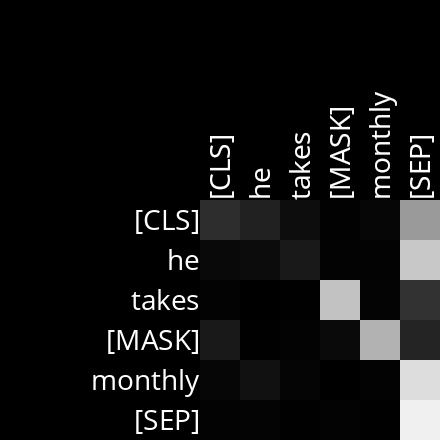 [CLS]
he
takes
[MASK]
monthly
[SEP]
[CLS]
he
takes
[MASK]
monthly
[SEP]